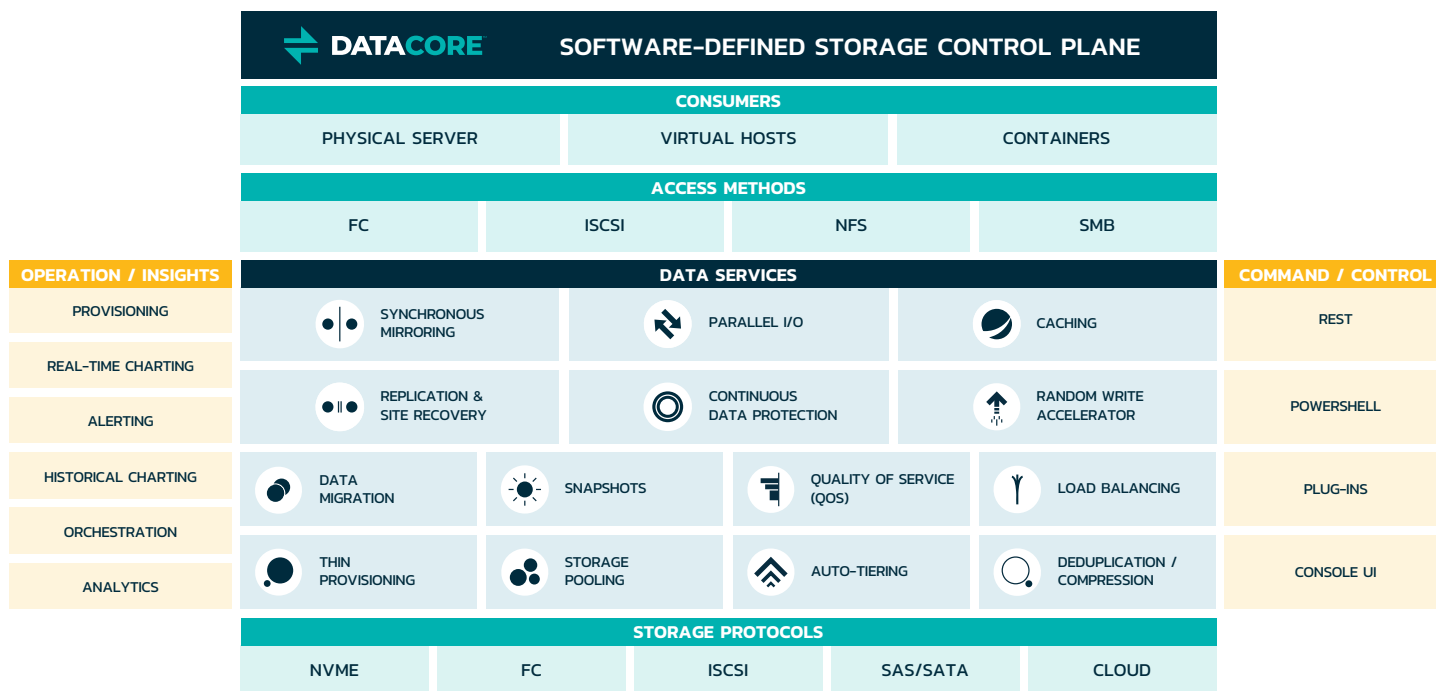 DATACORE
SOFTWARE-DEFINED STORAGE CONTROL PLANE
CONSUMERS
PHYSICAL SERVER
VIRTUAL HOSTS
CONTAINERS
ACCESS METHODS
FC
ISCSI
NFS
SMB
OPERATION / INSIGHTS
PROVISIONING
REAL-TIME CHARTING
ALERTING
HISTORICAL CHARTING
ORCHESTRATION
ANALYTICS
DATA SERVICES
SYNCHRONOUS
MIRRORING
PARALLEL I/O
CACHING
REPLICATION &
SITE RECOVERY
CONTINUOUS
DATA PROTECTION
RANDOM WRITE
ACCELERATOR
DATA
MIGRATION
SNAPSHOTS
QUALITY OF SERVICE
(QOS)
LOAD BALANCING
THIN
PROVISIONING
STORAGE
POOLING
AUTO-TIERING
DEDUPLICATION /
COMPRESSION
COMMAND / CONTROL
REST
POWERSHELL
PLUG-INS
CONSOLE UI
STORAGE PROTOCOLS
NVME
FC
ISCSI
SAS/SATA
CLOUD